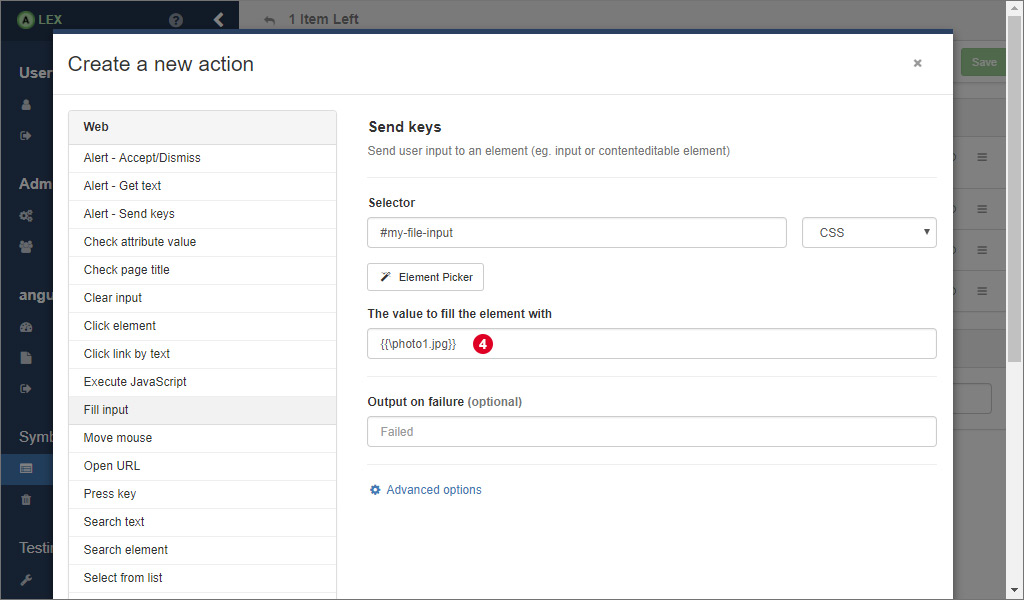 A LEX ?
1 Item Left
Save
User
Adm
angu
Symb
Testin
Create a new action
×
Web
Alert - Accept/Dismiss
Alert - Get text
Alert - Send keys
Check attribute value
Check page title
Clear input
Click element
Click link by text
Execute JavaScript
Fill input
Move mouse
Open URL
Press key
Search text
Search element
Select from list
Send keys
Send user input to an element (eg. input or contenteditable element)
Selector
#my-file-input
CSS
Element Picker
The value to fill the element with
{{\photo1.jpg}} 4
Output on failure (optional)
Failed
Advanced options